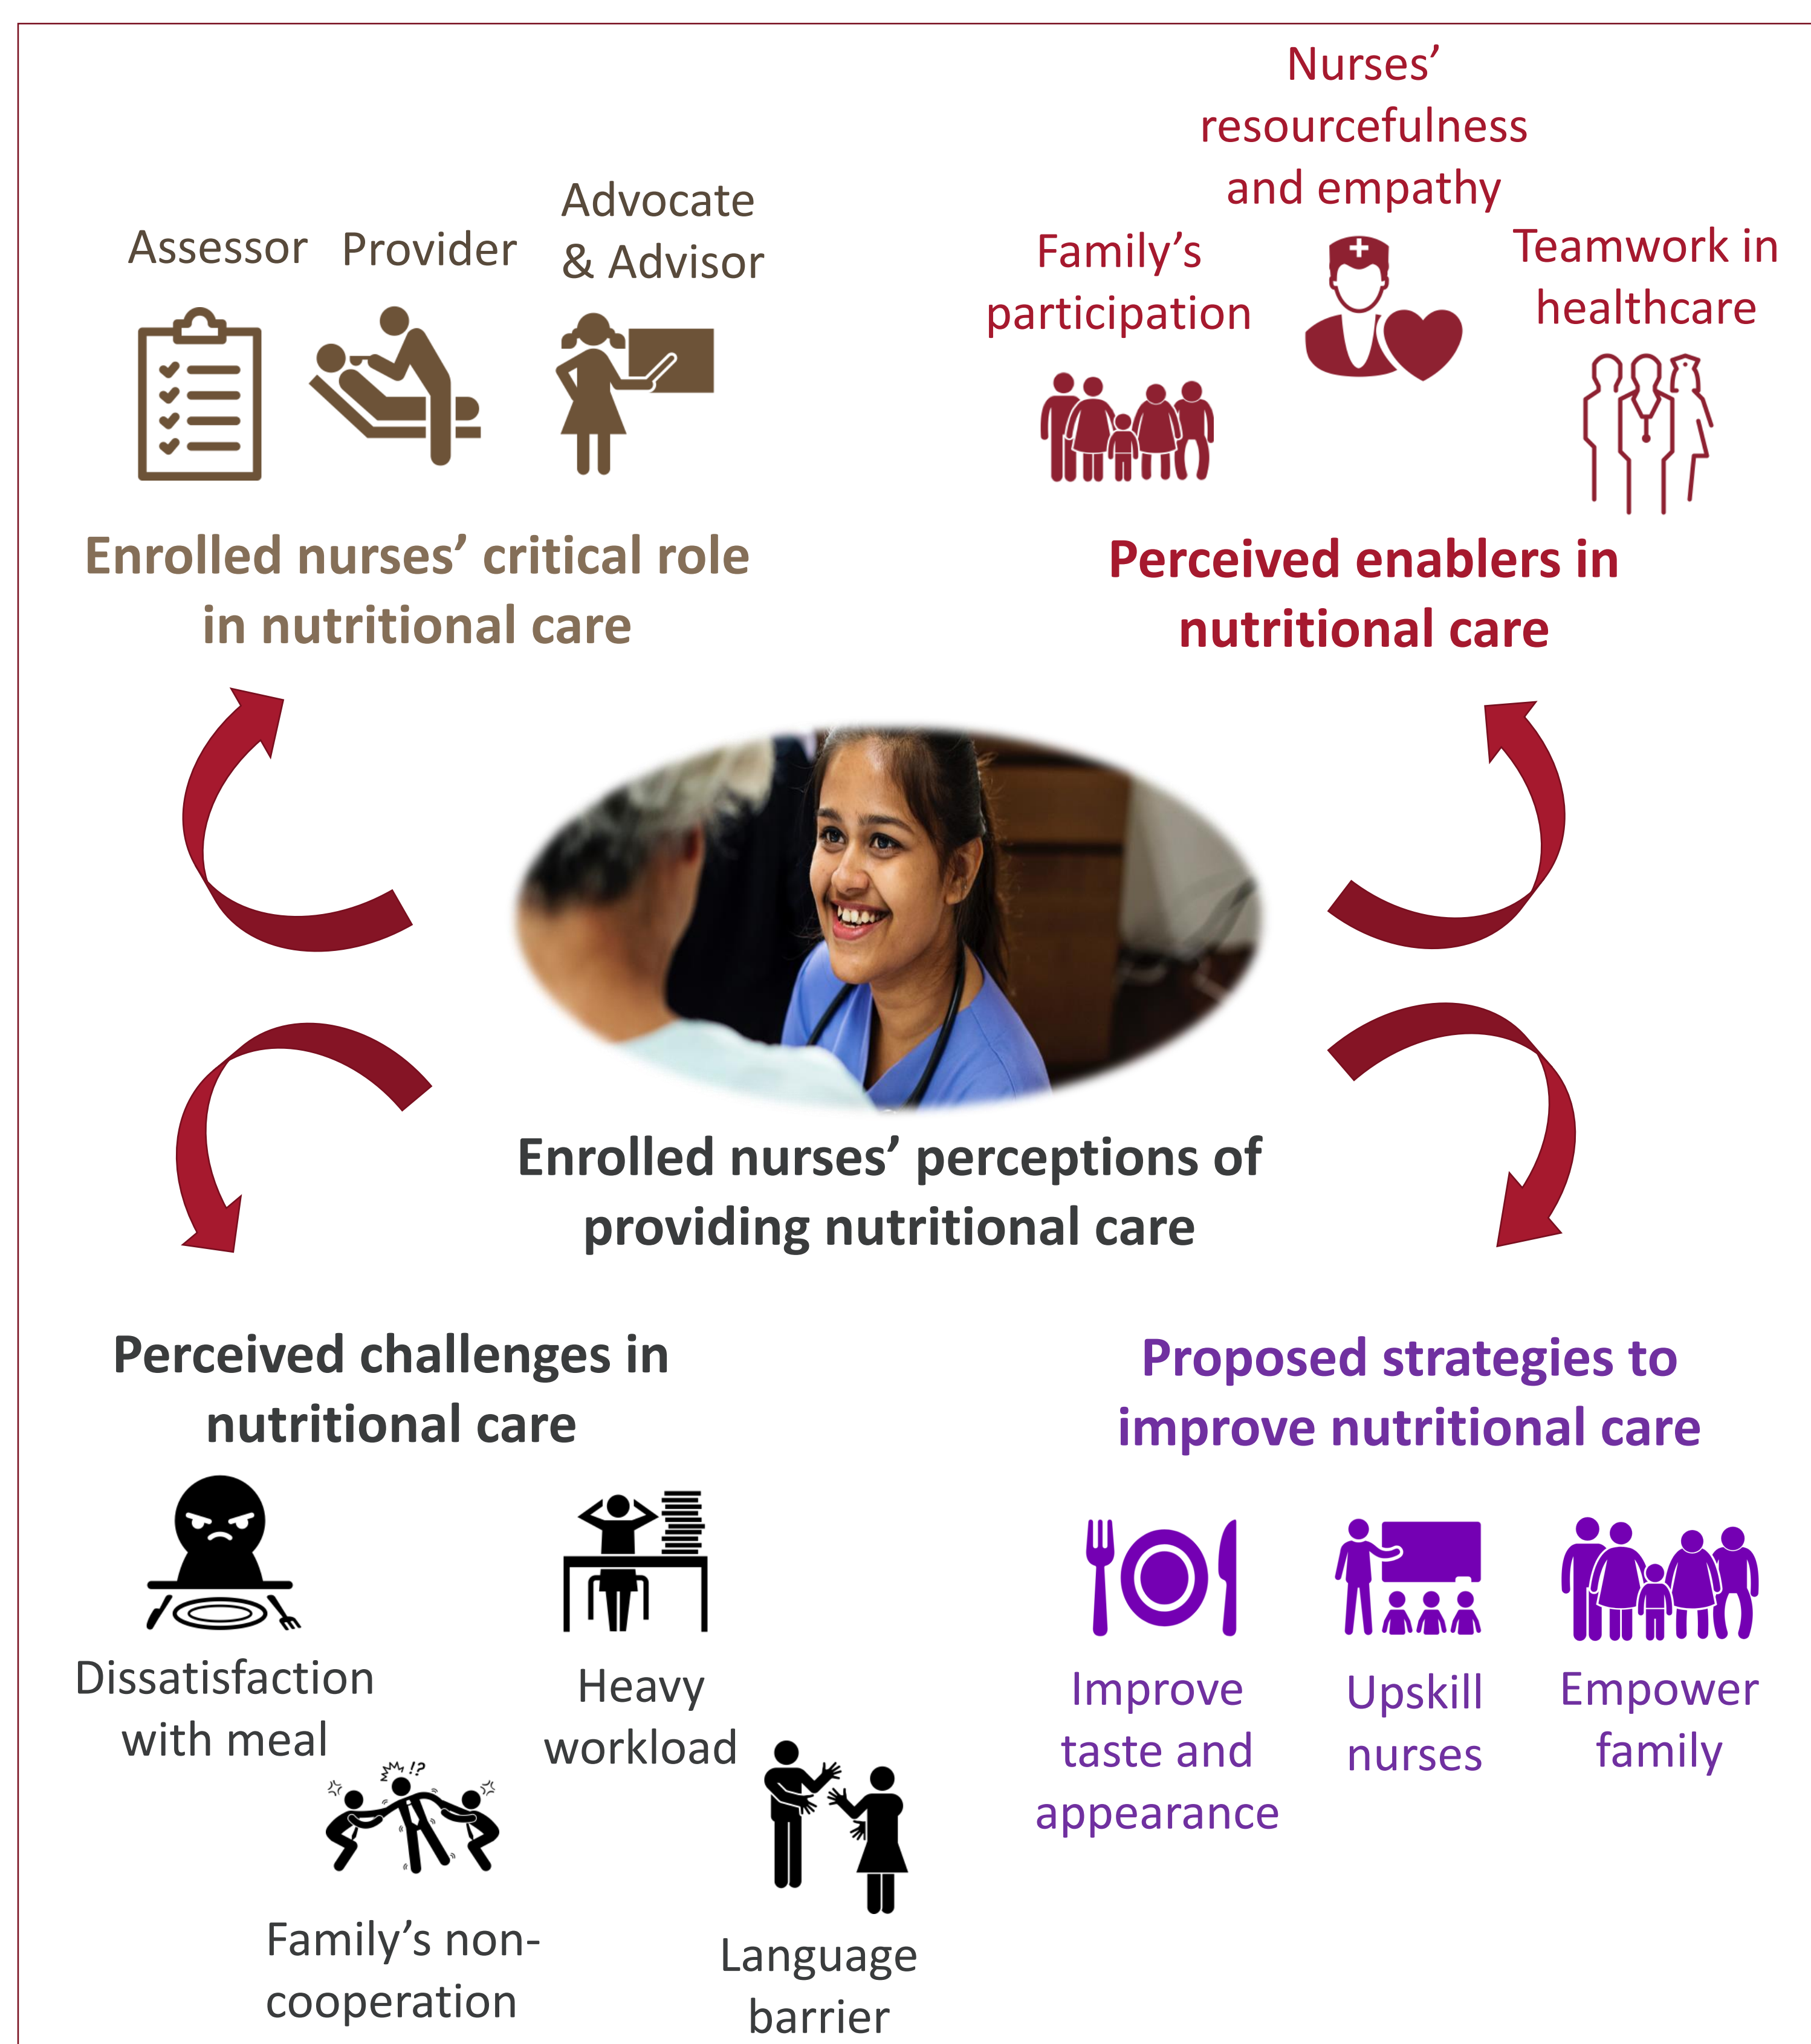 Assessor
Provider
Advocate
& Advisor
Enrolled nurses’ critical role
in nutritional care
Nurses’
resourcefulness
and empathy
Family’s
participation
Teamwork in
healthcare
Perceived enablers in
nutritional care
Enrolled nurses’ perceptions of
providing nutritional care
Perceived challenges in
nutritional care
Dissatisfaction
with meal
Heavy
workload
!?
Family’s non-
cooperation
Language
barrier
Proposed strategies to
improve nutritional care
Improve
taste and
appearance
Upskill
nurses
Empower
family